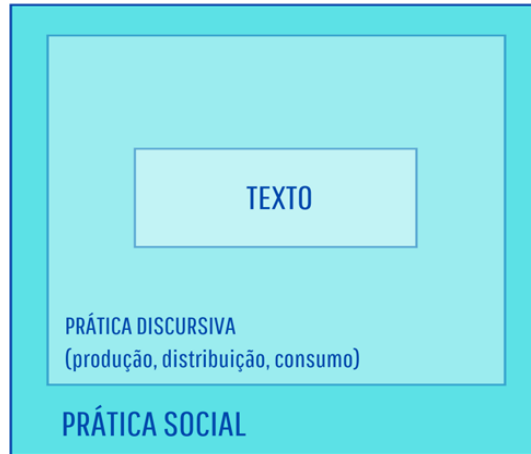 TEXTO
PRÁTICA DISCURSIVA
(produção, distribuição, consumo)
PRÁTICA SOCIAL